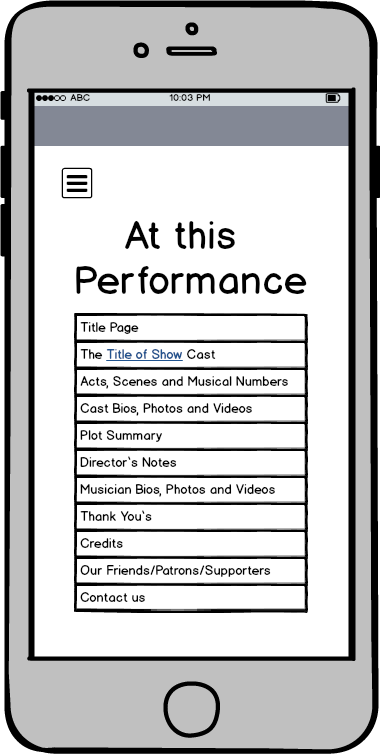 ABC 10:03 PM
At this
Performance
Title Page
The Title of Show Cast
Acts, Scenes and Musical Numbers
Cast Bios, Photos and Videos
Plot Summary
Director`s Notes
Musician Bios, Photos and Videos
Thank You`s
Credits
Our Friends/Patrons/Supporters
Contact us